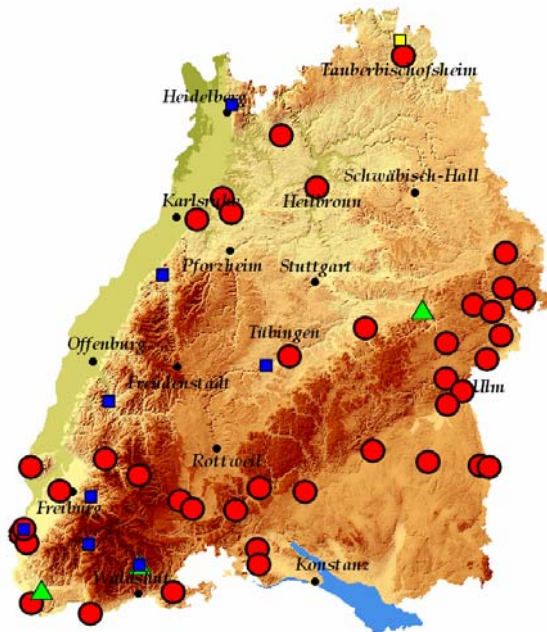 Tauberbischofsheim
Heidelberg
Schwäbisch-Hall
Heilbronn
Karlsruhe
Pforzheim
Stuttgart
Tübingen
Offenburg
Freudenstadt
Ulm
Rottweil
Freiburg
Konstanz
Waldshut